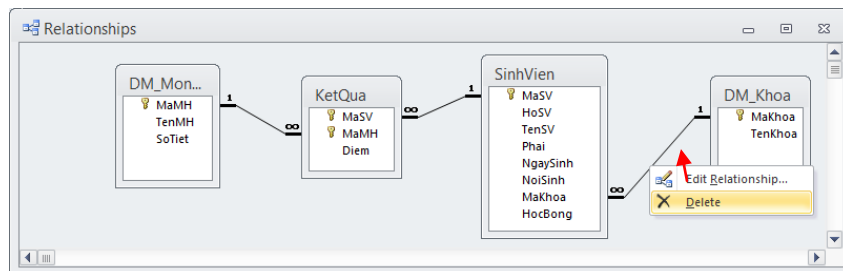 Relationships
DM_Mon...
MaMH
TenMH
SoTiet
1
∞
KetQua
MaSV
MaMH
Diem
∞
1
SinhVien
MaSV
HoSV
TenSV
Phai
NgaySinh
NoiSinh
MaKhoa
HocBong
∞
1
DM_Khoa
MaKhoa
TenKhoa
Edit Relationship...
Delete